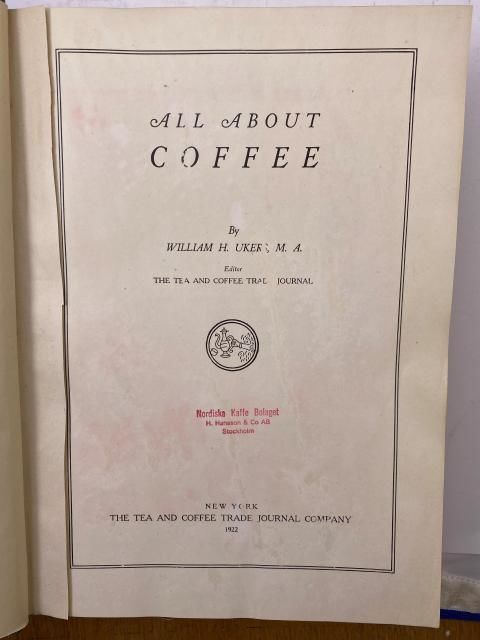 ALL ABOUT
COFFEE
By
WILLIAM H. UKERS, M. A.
Editor
THE TEA AND COFFEE TRADE JOURNAL
Nordiska Kaffe Bolaget
H. Hanason & Co AB
Stockholm
NEW YORK
THE TEA AND COFFEE TRADE JOURNAL COMPANY
1922